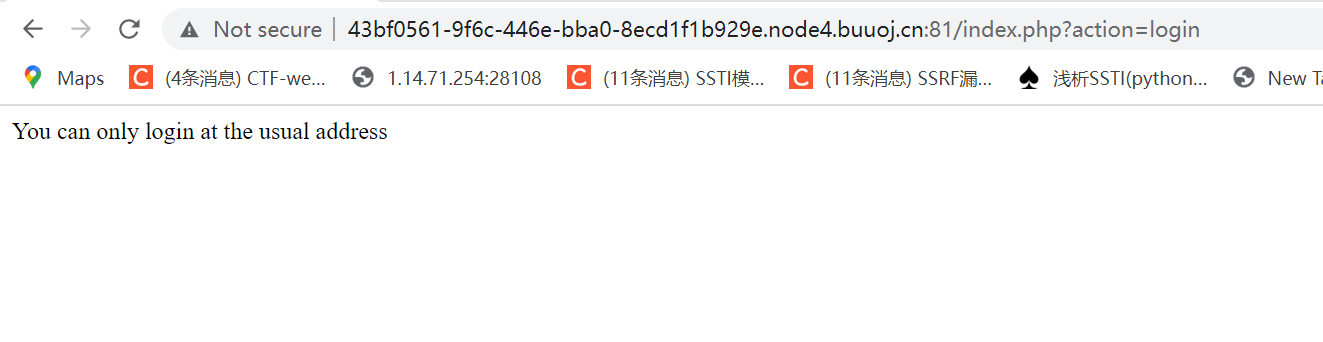 Not secure | 43bf0561-9f6c-446e-bba0-8ecd1f1b929e.node4.buuoj.cn:81/index.php?action=login
Maps (4条消息) CTF-we... 1.14.71.254:28108 (11条消息) SSTI模... (11条消息) SSRF漏... 浅析SSTI(python... New Ta
You can only login at the usual address